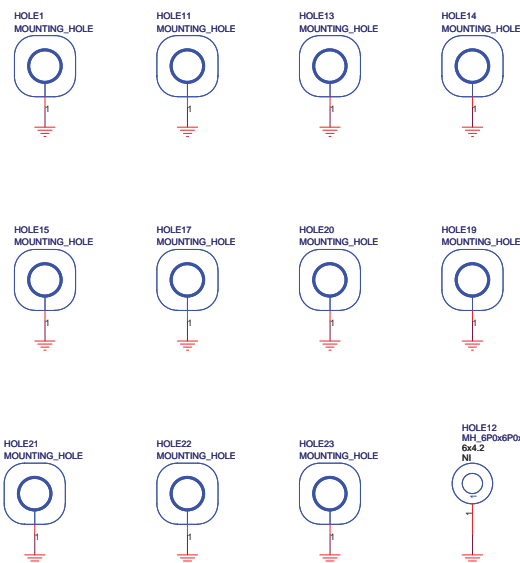 HOLE1
MOUNTING_HOLE
1
HOLE11
MOUNTING_HOLE
1
HOLE13
MOUNTING_HOLE
1
HOLE14
MOUNTING_HOLE
1
HOLE15
MOUNTING_HOLE
1
HOLE17
MOUNTING_HOLE
1
HOLE20
MOUNTING_HOLE
1
HOLE19
MOUNTING_HOLE
1
HOLE21
MOUNTING_HOLE
1
HOLE22
MOUNTING_HOLE
1
HOLE23
MOUNTING_HOLE
1
HOLE12
MH_6P0x6P0x
6x4.2
NI
1
1